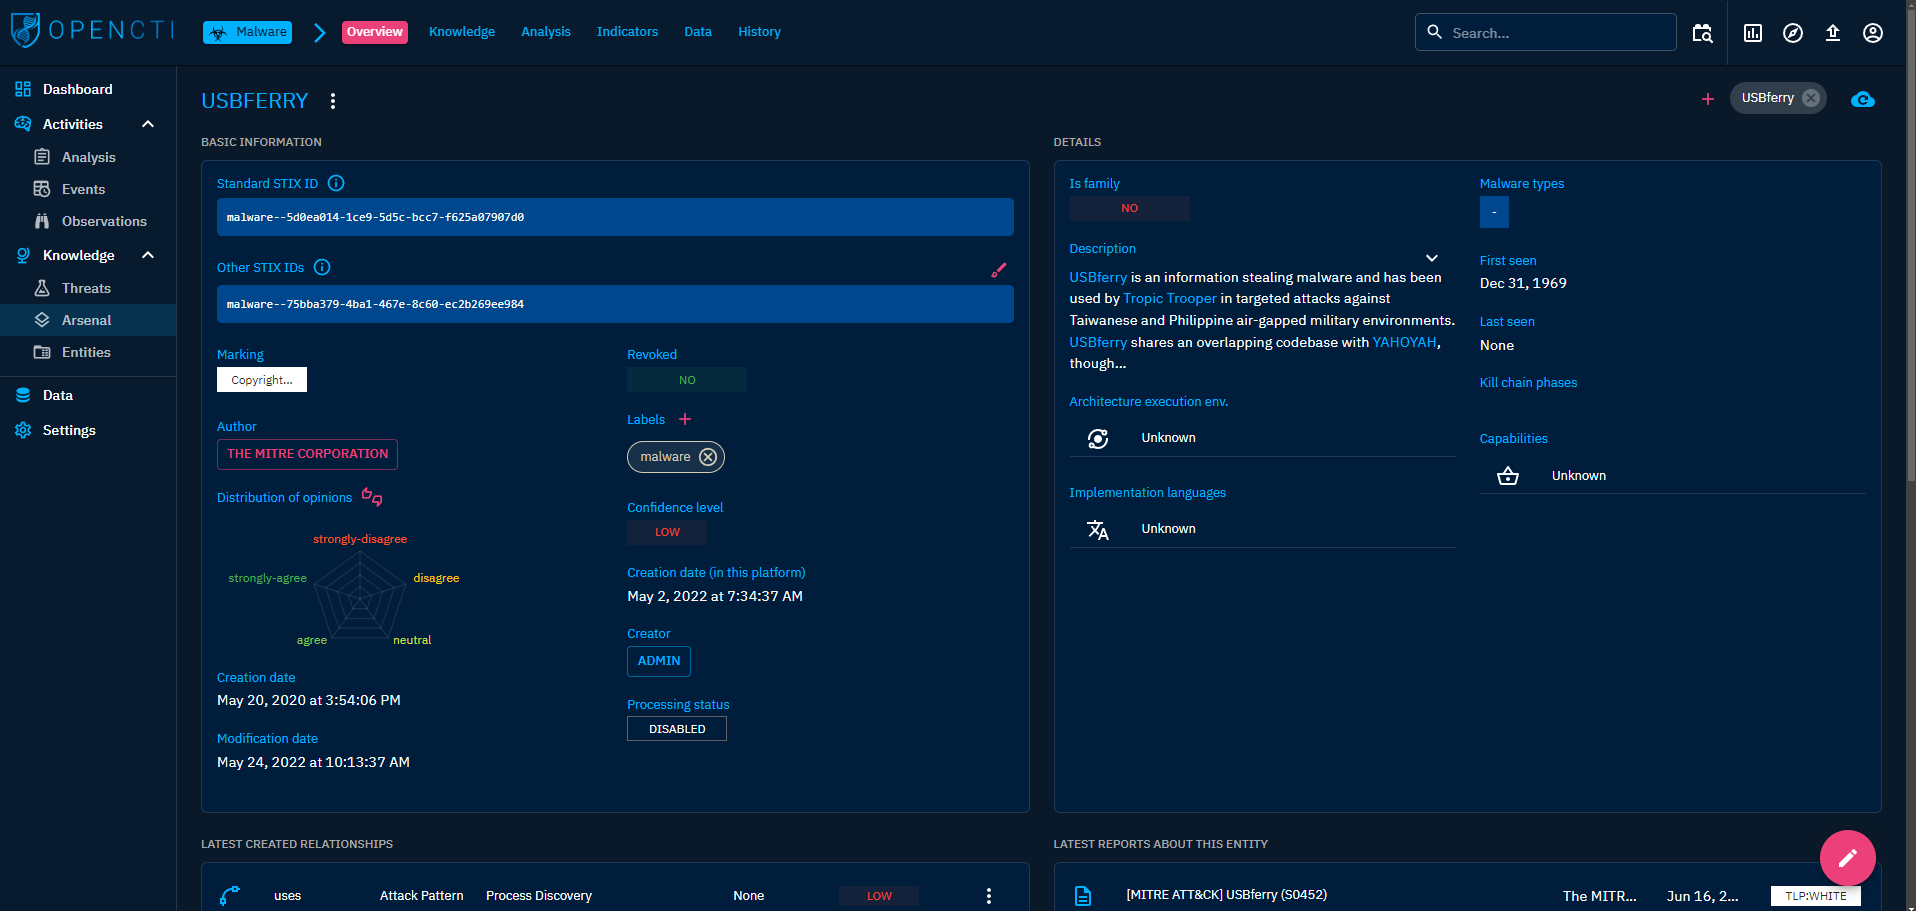 OPENCTI
Malware
Overview
Knowledge
Analysis
Indicators
Data
History
Search...
Dashboard
Activities
Analysis
Events
Observations
Knowledge
Threats
Arsenal
Entities
Data
Settings
USBFERRY
USBferry
BASIC INFORMATION
Standard STIX ID
malware--5d0ea014-1ce9-5d5c-bcc7-f625a07907d0
Other STIX IDs
malware--75bba379-4ba1-467e-8c60-ec2b269ee984
Marking
Copyright...
Author
THE MITRE CORPORATION
Distribution of opinions
strongly-disagree
strongly-agree
disagree
agree
neutral
Creation date
May 20, 2020 at 3:54:06 PM
Modification date
May 24, 2022 at 10:13:37 AM
Revoked
NO
Labels
malware
Confidence level
LOW
Creation date (in this platform)
May 2, 2022 at 7:34:37 AM
Creator
ADMIN
Processing status
DISABLED
DETAILS
Is family
NO
Description
USBferry is an information stealing malware and has been
used by Tropic Trooper in targeted attacks against
Taiwanese and Philippine air-gapped military environments.
USBferry shares an overlapping codebase with YAHOYAH,
though...
Architecture execution env.
Unknown
Implementation languages
Unknown
Malware types
-
First seen
Dec 31, 1969
Last seen
None
Kill chain phases
Capabilities
Unknown
LATEST CREATED RELATIONSHIPS
uses Attack Pattern Process Discovery None LOW
LATEST REPORTS ABOUT THIS ENTITY
[MITRE ATT&CK] USBferry (S0452) The MITR... Jun 16, 2... TLP:WHITE